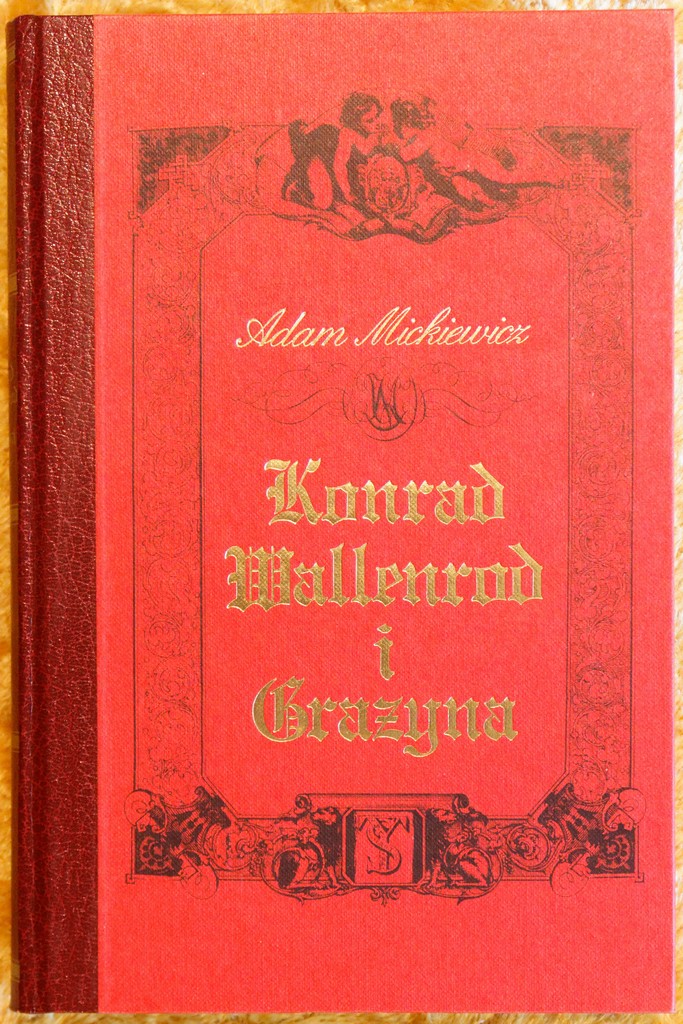 Adam Mickiewicz
Konrad
Wallenrod
i
Grazyna